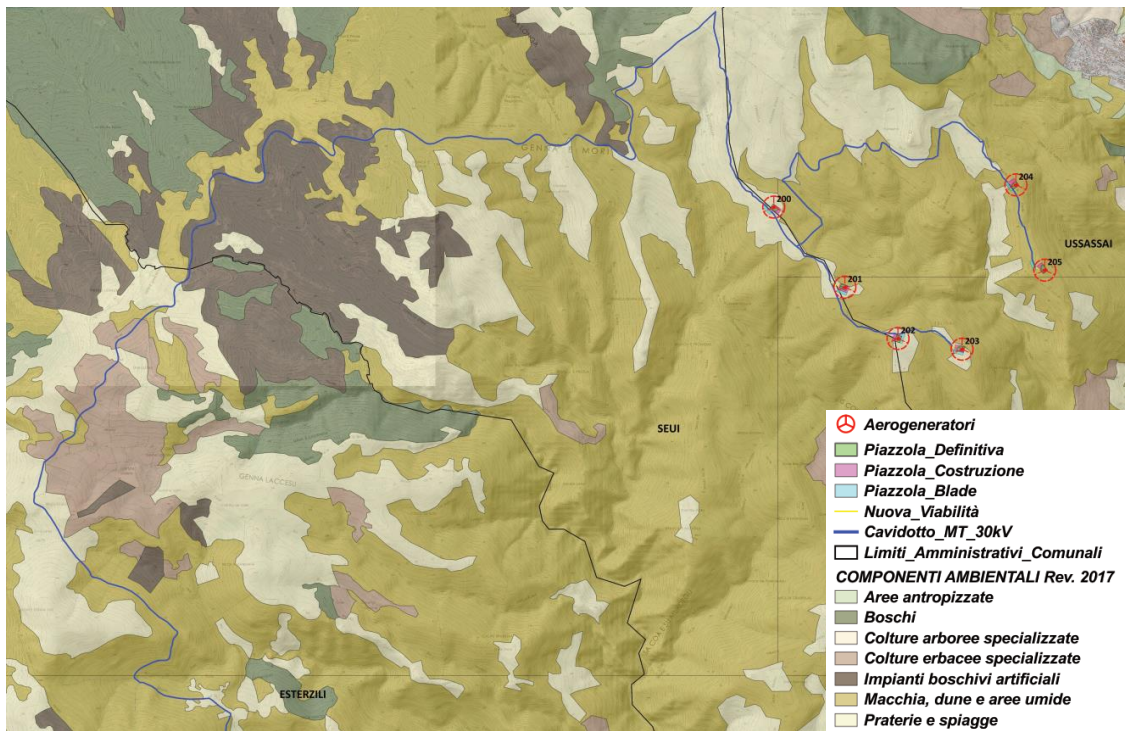 GENNA E MORI
204
200
USSASSAI
205
201
202
203
SEUI
GENNA LACCESU
ESTERZILI
Aerogeneratori
Piazzola_Definitiva
Piazzola_Costruzione
Piazzola_Blade
Nuova_Viabilità
Cavidotto_MT_30kV
Limiti_Amministrativi_Comunali
COMPONENTI AMBIENTALI Rev. 2017
Aree antropizzate
Boschi
Colture arboree specializzate
Colture erbacee specializzate
Impianti boschivi artificiali
Macchia, dune e aree umide
Praterie e spiagge